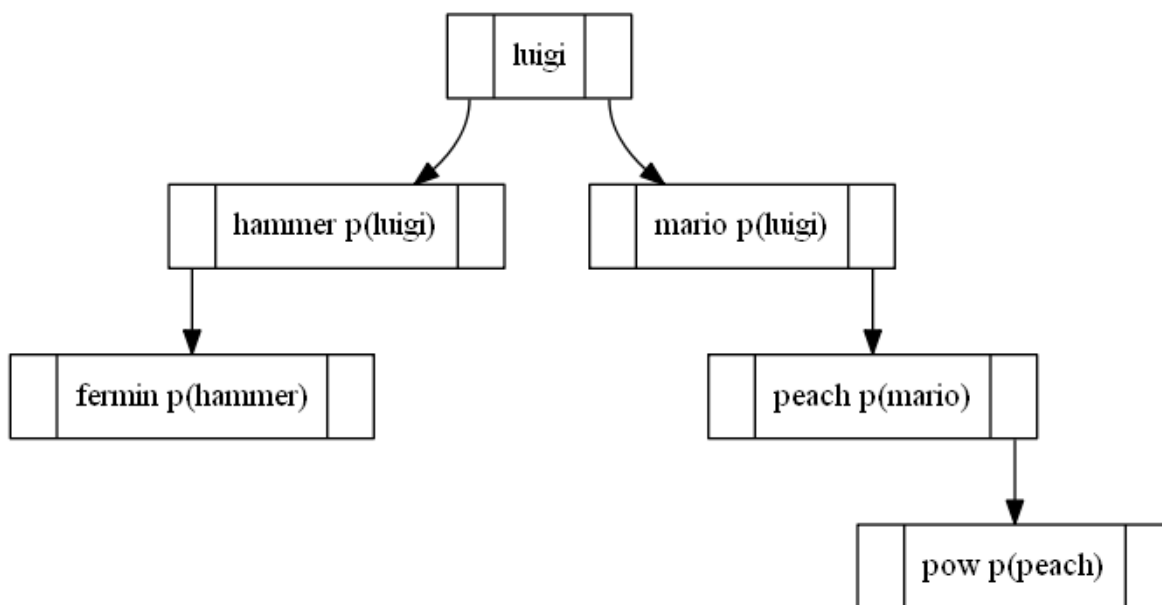 luigi
hammer p(luigi)
mario p(luigi)
fermin p(hammer)
peach p(mario)
pow p(peach)